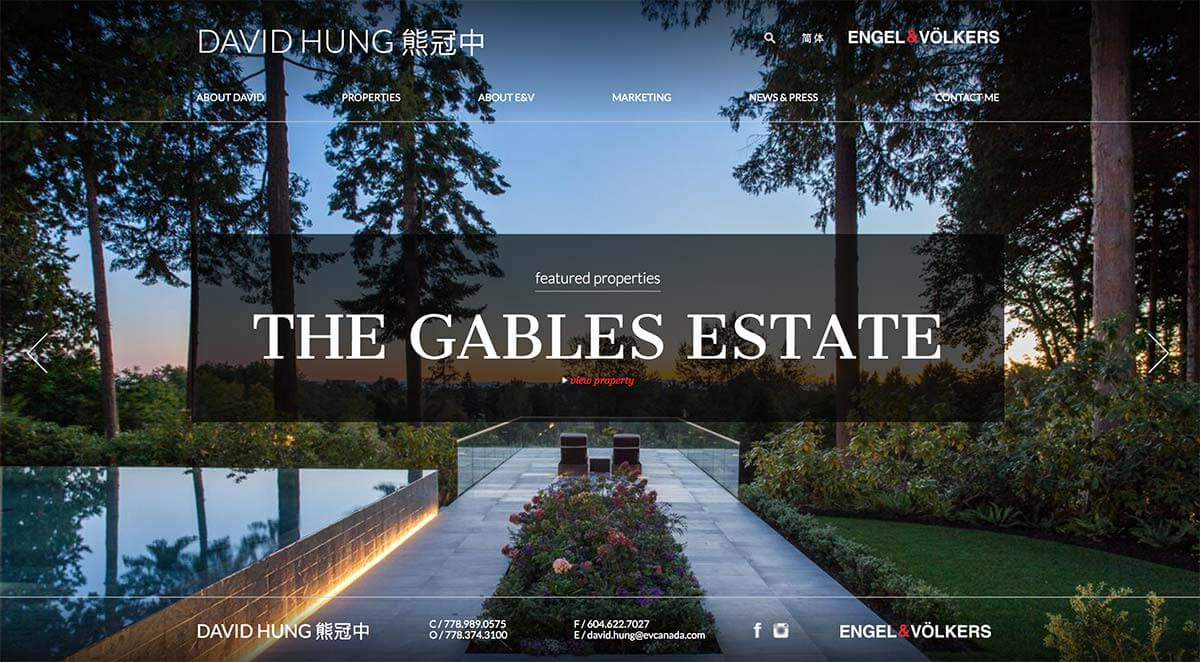 DAVID HUNG 熊冠中
简体
ENGEL&VÖLKERS
ABOUT DAVID
PROPERTIES
ABOUT E&V
MARKETING
NEWS & PRESS
CONTACT ME
featured properties
THE GABLES ESTATE
view property
DAVID HUNG 熊冠中
C / 778.989.0575
O / 778.374.3100
F / 604.622.7027
E / david.hung@evcanada.com
f
ENGEL&VÖLKERS